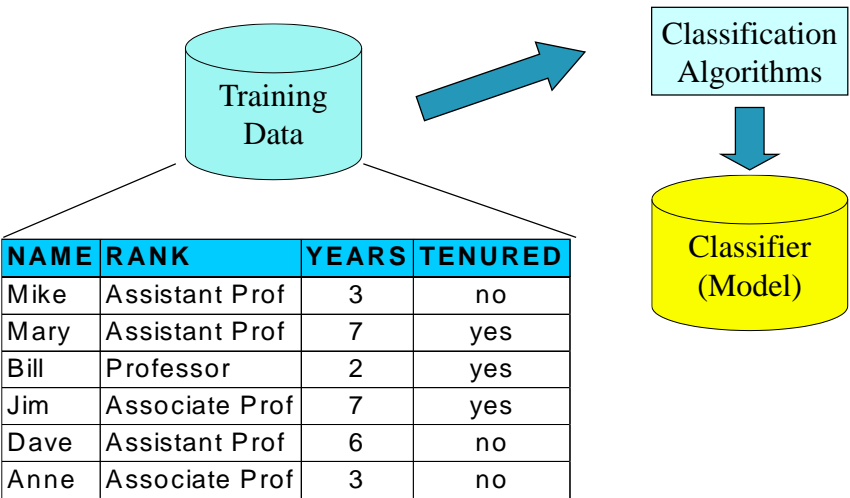 Training
Data
Classification
Algorithms
Classifier
(Model)
NAME RANK YEARS TENURED
Mike Assistant Prof 3 no
Mary Assistant Prof 7 yes
Bill Professor 2 yes
Jim Associate Prof 7 yes
Dave Assistant Prof 6 no
Anne Associate Prof 3 no